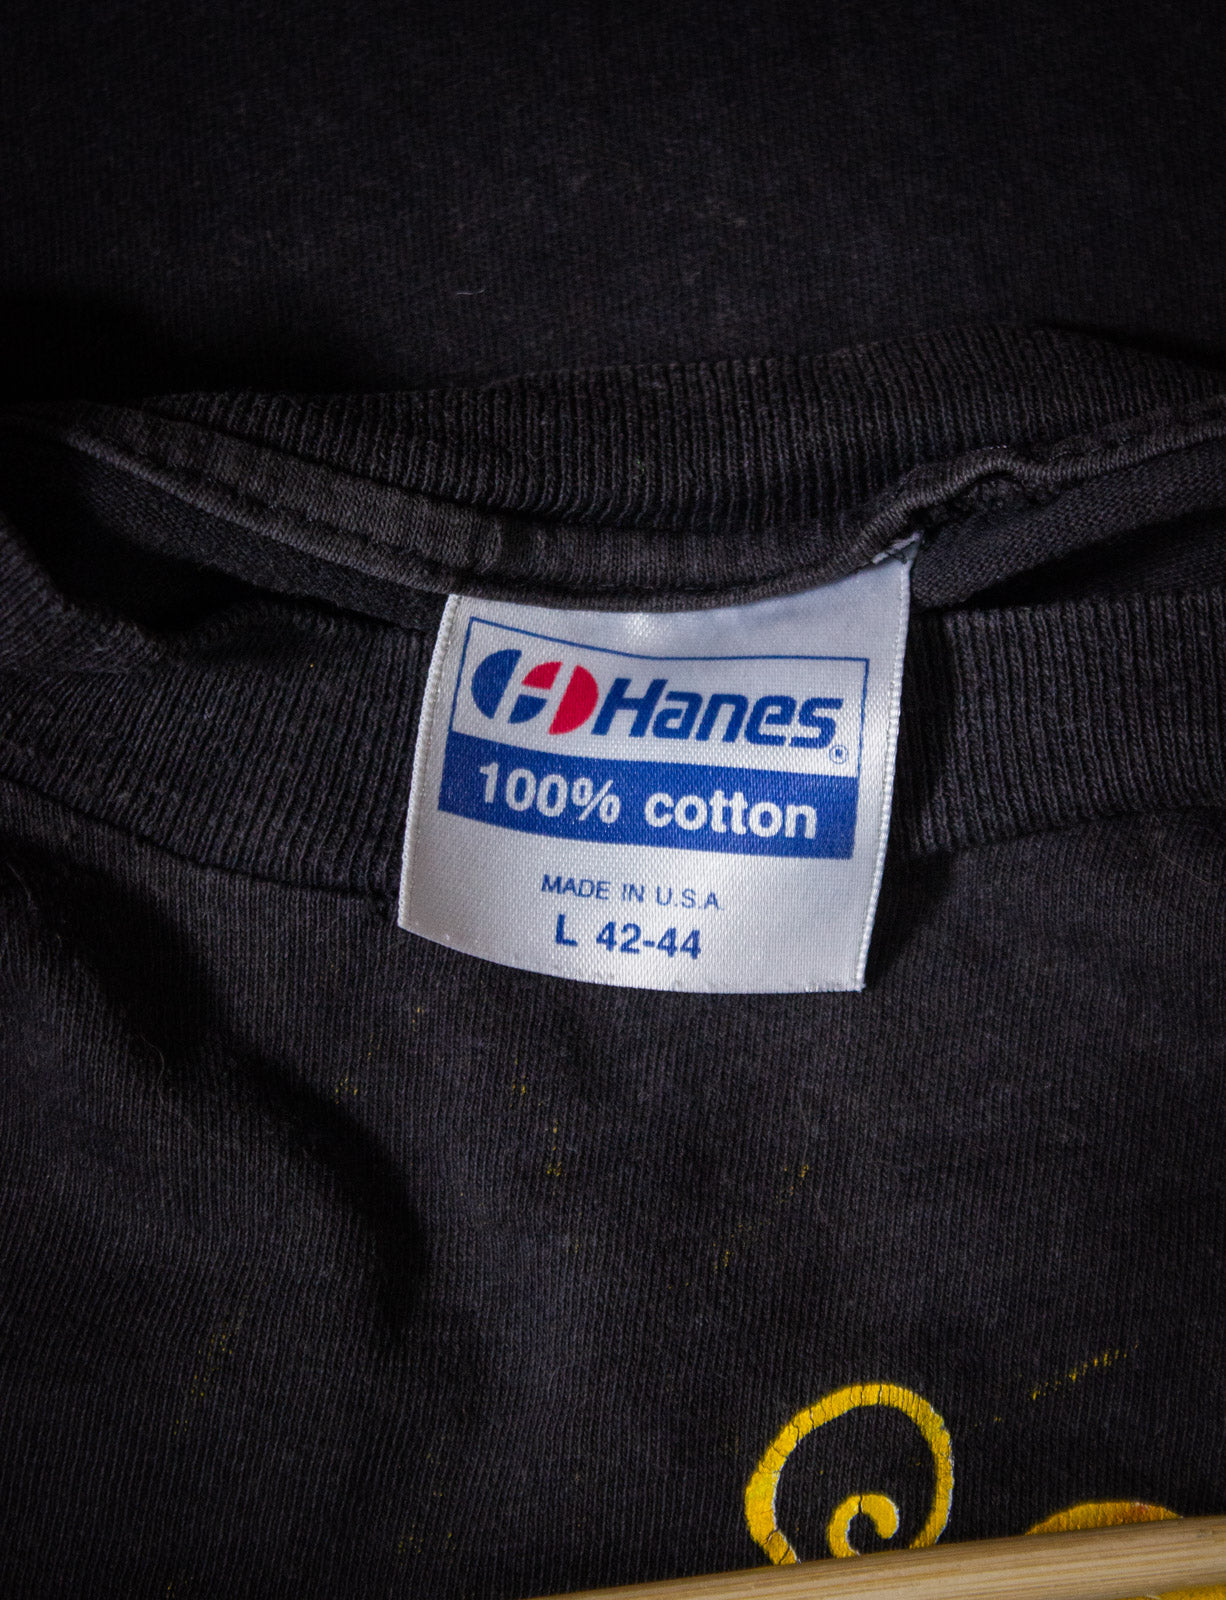 Hanes®
100% cotton
MADE IN U.S.A.
L 42-44